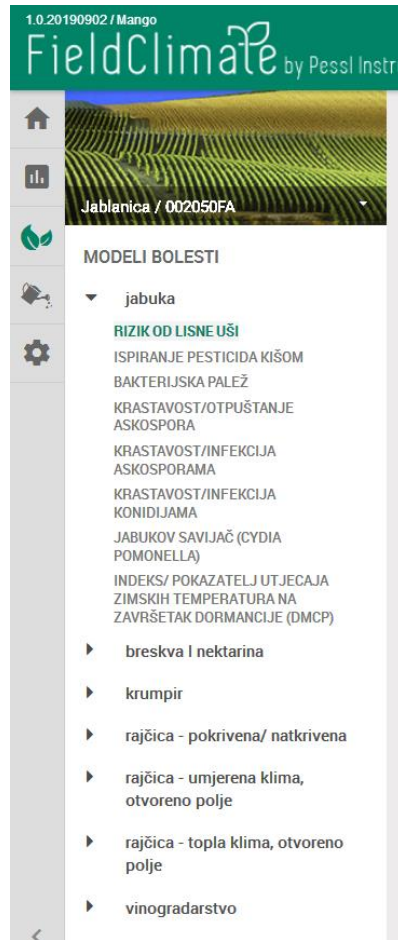 1.0.20190902 / Mango
FieldClimate by Pessl Instr
Jablanica / 002050FA
MODELI BOLESTI
jabuka
RIZIK OD LISNE UŠI
ISPIRANJE PESTICIDA KIŠOM
BAKTERIJSKA PALEŽ
KRASTAVOST/OTPUŠTANJE
ASKOSPORA
KRASTAVOST/INFEKCIJA
ASKOSPORAMA
KRASTAVOST/INFEKCIJA
KONIDIJAMA
JABUKOV SAVIJAČ (CYDIA
POMONELLA)
INDEKS/ POKAZATELJ UTJECAJA
ZIMSKIH TEMPERATURA NA
ZAVRŠETAK DORMANCIJE (DMCP)
breskva I nektarina
krumpir
rajčica - pokrivena/ natkrivena
rajčica - umjerena klima,
otvoreno polje
rajčica - topla klima, otvoreno
polje
vinogradarstvo